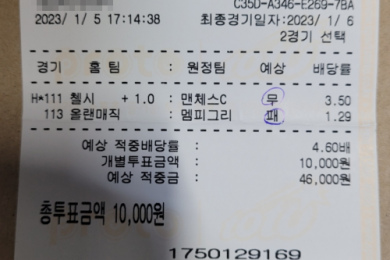 C35D-A346-E269-7BA
2023/ 1/ 5 17:14:38 최종경기일자:2023/ 1/ 6
2경기 선택
경기 홈 팀 : 원정팀 예상 배당률
H*111 첼시 + 1.0 : 맨체스C 무 3.50
113 올랜매직 : 멤피그리 패 1.29
예상 적중배당률 : 4.60배
개별투표금액 : 10,000원
예상 적중금 : 46,000원
총투표금액 10,000원
1750129169